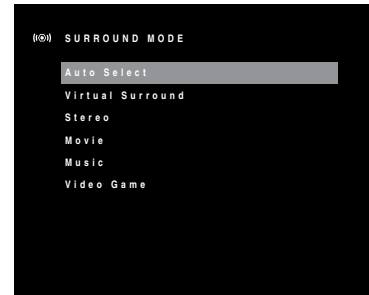 SURROUND MODE
Auto Select
Virtual Surround
Stereo
Movie
Music
Video Game